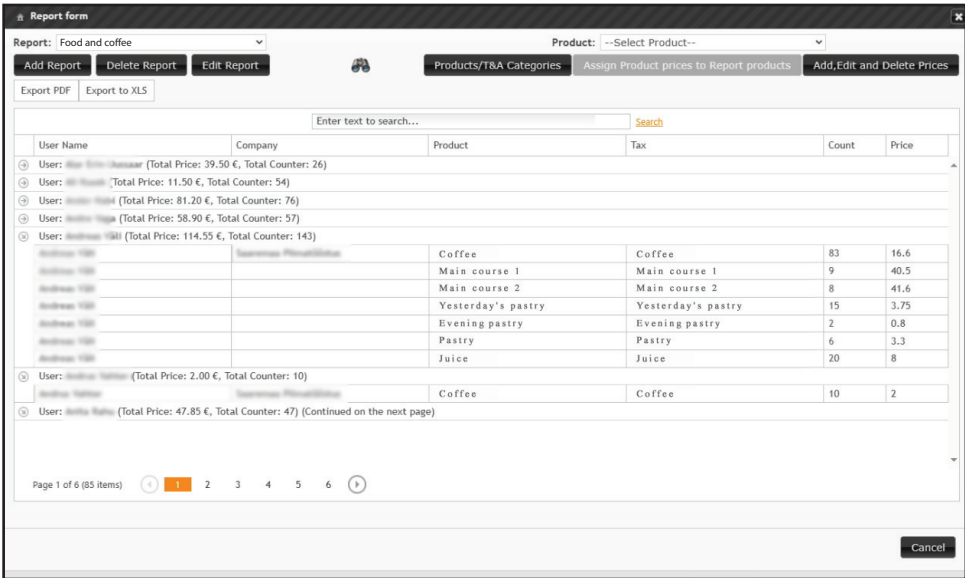 Report form
Report: Food and coffee Product: --Select Product--
Add Report Delete Report Edit Report Products/T&A Categories Assign Product prices to Report products Add,Edit and Delete Prices
Export PDF Export to XLS
Enter text to search... Search
User Name Company Product Tax Count Price
User: (Total Price: 39.50 €, Total Counter: 26)
User: (Total Price: 11.50 €, Total Counter: 54)
User: (Total Price: 81.20 €, Total Counter: 76)
User: (Total Price: 58.90 €, Total Counter: 57)
User: (Total Price: 114.55 €, Total Counter: 143)
Coffee Coffee 83 16.6
Main course 1 Main course 1 9 40.5
Main course 2 Main course 2 8 41.6
Yesterday's pastry Yesterday's pastry 15 3.75
Evening pastry Evening pastry 2 0.8
Pastry Pastry 6 3.3
Juice Juice 20 8
User: (Total Price: 2.00 €, Total Counter: 10)
Coffee Coffee 10 2
User: (Total Price: 47.85 €, Total Counter: 47) (Continued on the next page)
Page 1 of 6 (85 items) 1 2 3 4 5 6
Cancel